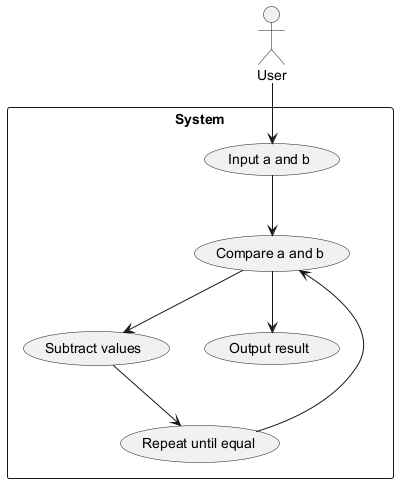 User
System
Input a and b
Compare a and b
Subtract values
Output result
Repeat until equal